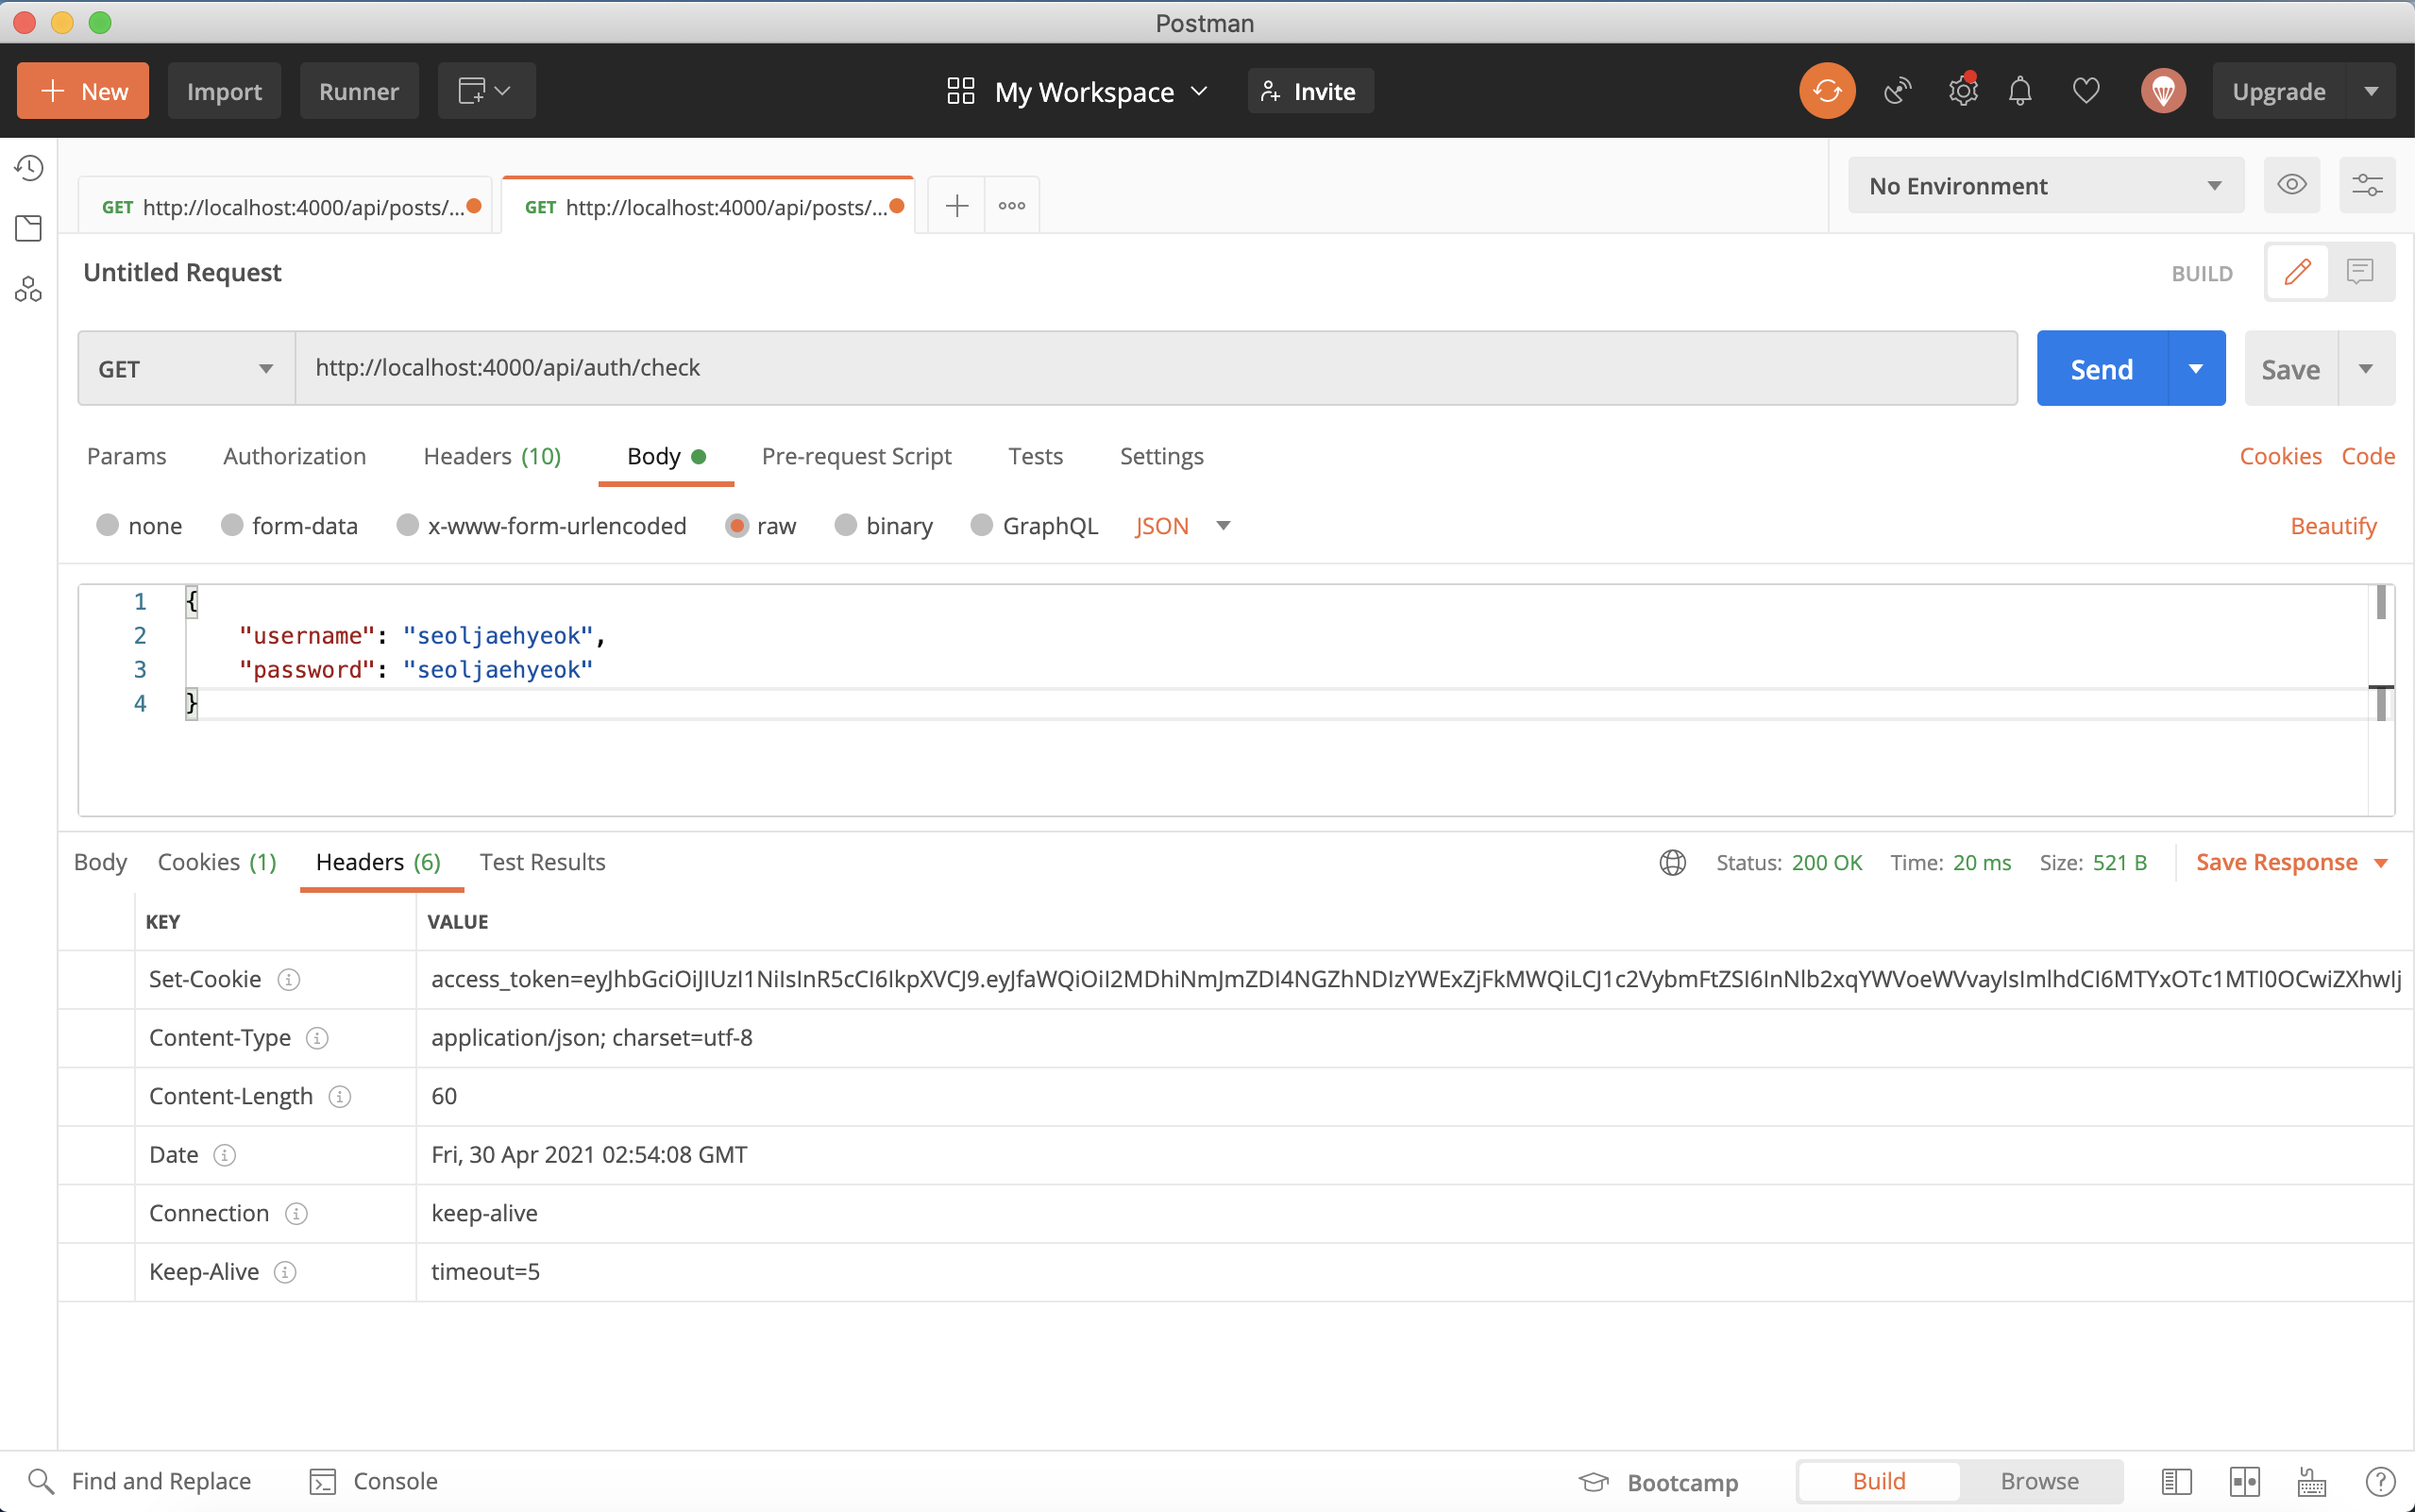 Postman
New
Import
Runner
My Workspace
Invite
Upgrade
GET http://localhost:4000/api/posts/...
GET http://localhost:4000/api/posts/...
No Environment
Untitled Request
BUILD
GET
http://localhost:4000/api/auth/check
Send
Save
Params
Authorization
Headers (10)
Body
Pre-request Script
Tests
Settings
Cookies
Code
none
form-data
x-www-form-urlencoded
raw
binary
GraphQL
JSON
Beautify
1 {
2 "username": "seoljaehyeok",
3 "password": "seoljaehyeok"
4 }
Body
Cookies (1)
Headers (6)
Test Results
Status: 200 OK
Time: 20 ms
Size: 521 B
Save Response
KEY
VALUE
Set-Cookie
access_token=eyJhbGciOiJIUzI1NiIsInR5cCI6IkpXVCJ9.eyJfaWQiOiI2MDhiNmJmZDI4NGZhNDIzYWExZjFkMWQiLCJ1c2VybmFtZSI6InNlb2xqYWVoeWVvayIsImlhdCI6MTYxOTc1MTI0OCwiZXhwIj
Content-Type
application/json; charset=utf-8
Content-Length
60
Date
Fri, 30 Apr 2021 02:54:08 GMT
Connection
keep-alive
Keep-Alive
timeout=5
Find and Replace
Console
Bootcamp
Build
Browse